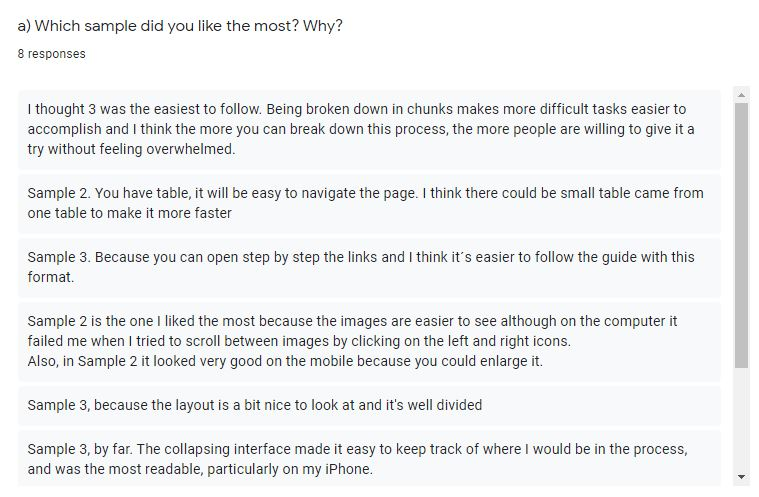 a) Which sample did you like the most? Why?
8 responses
I thought 3 was the easiest to follow. Being broken down in chunks makes more difficult tasks easier to
accomplish and I think the more you can break down this process, the more people are willing to give it a
try without feeling overwhelmed.
Sample 2. You have table, it will be easy to navigate the page. I think there could be small table came from
one table to make it more faster
Sample 3. Because you can open step by step the links and I think it´s easier to follow the guide with this
format.
Sample 2 is the one I liked the most because the images are easier to see although on the computer it
failed me when I tried to scroll between images by clicking on the left and right icons.
Also, in Sample 2 it looked very good on the mobile because you could enlarge it.
Sample 3, because the layout is a bit nice to look at and it's well divided
Sample 3, by far. The collapsing interface made it easy to keep track of where I would be in the process,
and was the most readable, particularly on my iPhone.